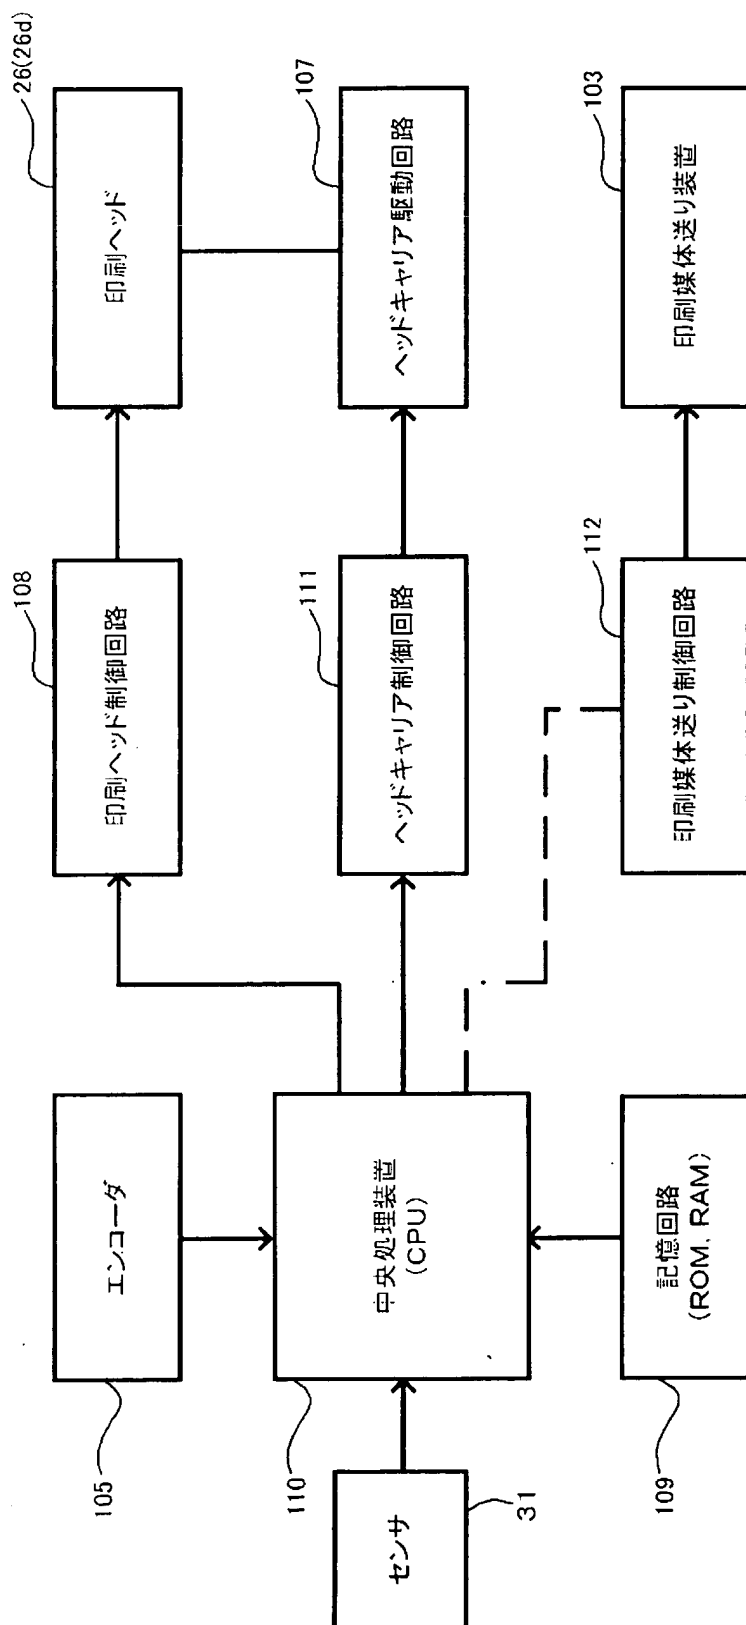 26(26d)
印刷ヘッド
107
ヘッドキャリア駆動回路
103
印刷媒体送り装置
108
印刷ヘッド制御回路
111
ヘッドキャリア制御回路
112
印刷媒体送り制御回路
エンコーダ
105
中央処理装置
(CPU)
110
記憶回路
(ROM, RAM)
109
センサ
31